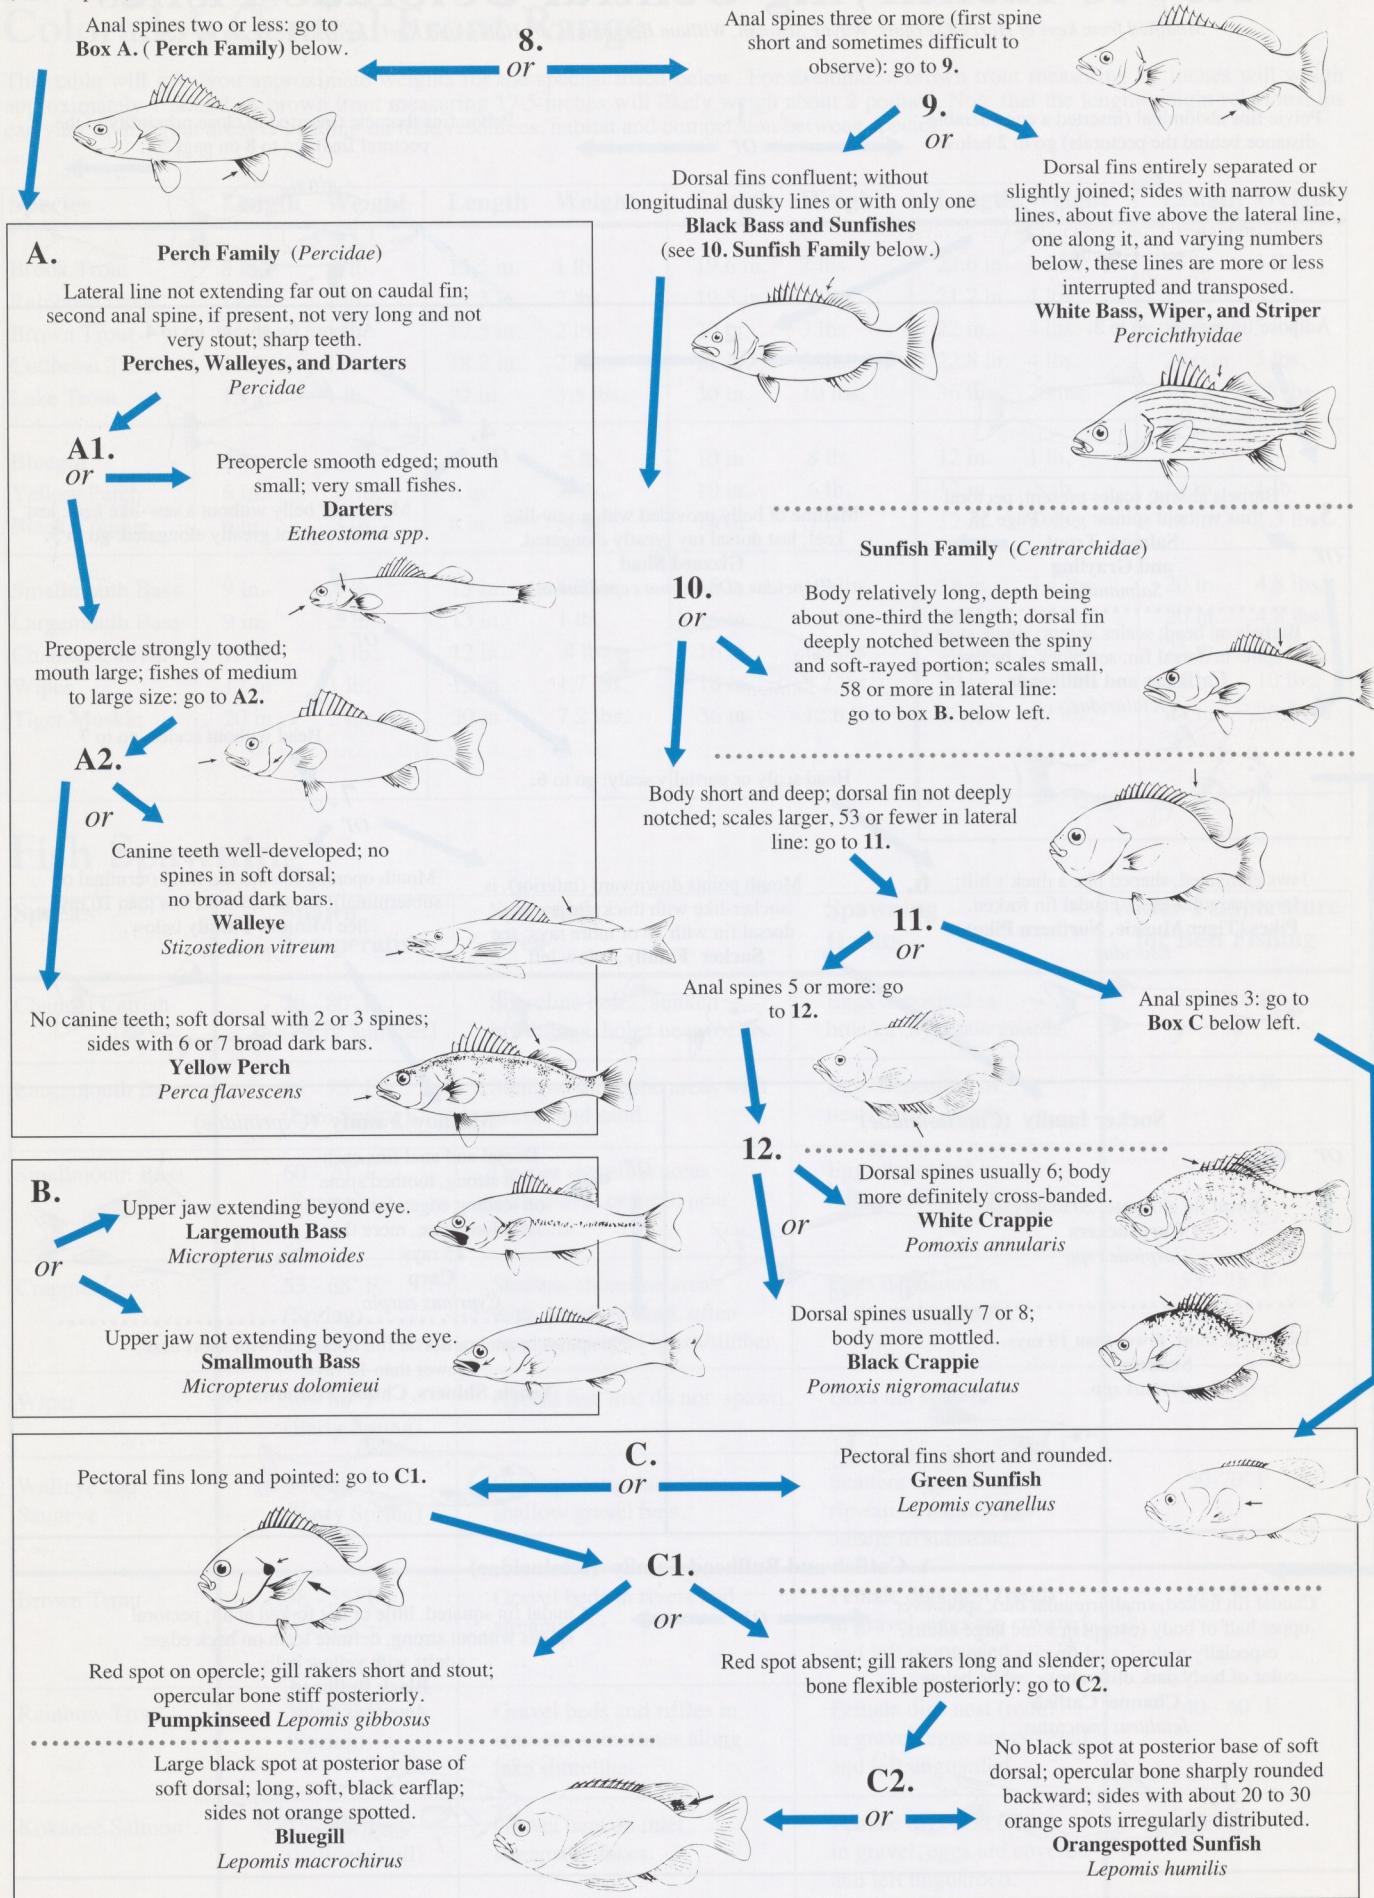 Anal spines two or less: go to
Box A. ( Perch Family) below.
8.
or
Anal spines three or more (first spine
short and sometimes difficult to
observe): go to 9.
9.
or
Dorsal fins confluent; without
longitudinal dusky lines or with only one
Black Bass and Sunfishes
(see 10. Sunfish Family below.)
Dorsal fins entirely separated or
slightly joined; sides with narrow dusky
lines, about five above the lateral line,
one along it, and varying numbers
below, these lines are more or less
interrupted and transposed.
White Bass, Wiper, and Striper
Percichthyidae
A.
Perch Family (Percidae)
Lateral line not extending far out on caudal fin;
second anal spine, if present, not very long and not
very stout; sharp teeth.
Perches, Walleyes, and Darters
Percidae
A1.
or
Preopercle smooth edged; mouth
small; very small fishes.
Darters
Etheostoma spp.
Preopercle strongly toothed;
mouth large; fishes of medium
to large size: go to A2.
A2.
or
Canine teeth well-developed; no
spines in soft dorsal;
no broad dark bars.
Walleye
Stizostedion vitreum
No canine teeth; soft dorsal with 2 or 3 spines;
sides with 6 or 7 broad dark bars.
Yellow Perch
Perca flavescens
B.
Upper jaw extending beyond eye.
Largemouth Bass
Micropterus salmoides
or
Upper jaw not extending beyond the eye.
Smallmouth Bass
Micropterus dolomieui
Sunfish Family (Centrarchidae)
10.
or
Body relatively long, depth being
about one-third the length; dorsal fin
deeply notched between the spiny
and soft-rayed portion; scales small,
58 or more in lateral line:
go to box B. below left.
Body short and deep; dorsal fin not deeply
notched; scales larger, 53 or fewer in lateral
line: go to 11.
11.
or
Anal spines 5 or more: go
to 12.
Anal spines 3: go to
Box C below left.
12.
or
Dorsal spines usually 6; body
more definitely cross-banded.
White Crappie
Pomoxis annularis
Dorsal spines usually 7 or 8;
body more mottled.
Black Crappie
Pomoxis nigromaculatus
C.
or
Pectoral fins long and pointed: go to C1.
Pectoral fins short and rounded.
Green Sunfish
Lepomis cyanellus
C1.
or
Red spot on opercle; gill rakers short and stout;
opercular bone stiff posteriorly.
Pumpkinseed Lepomis gibbosus
Red spot absent; gill rakers long and slender; opercular
bone flexible posteriorly: go to C2.
C2.
or
Large black spot at posterior base of
soft dorsal; long, soft, black earflap;
sides not orange spotted.
Bluegill
Lepomis macrochirus
No black spot at posterior base of soft
dorsal; opercular bone sharply rounded
backward; sides with about 20 to 30
orange spots irregularly distributed.
Orangespotted Sunfish
Lepomis humilis